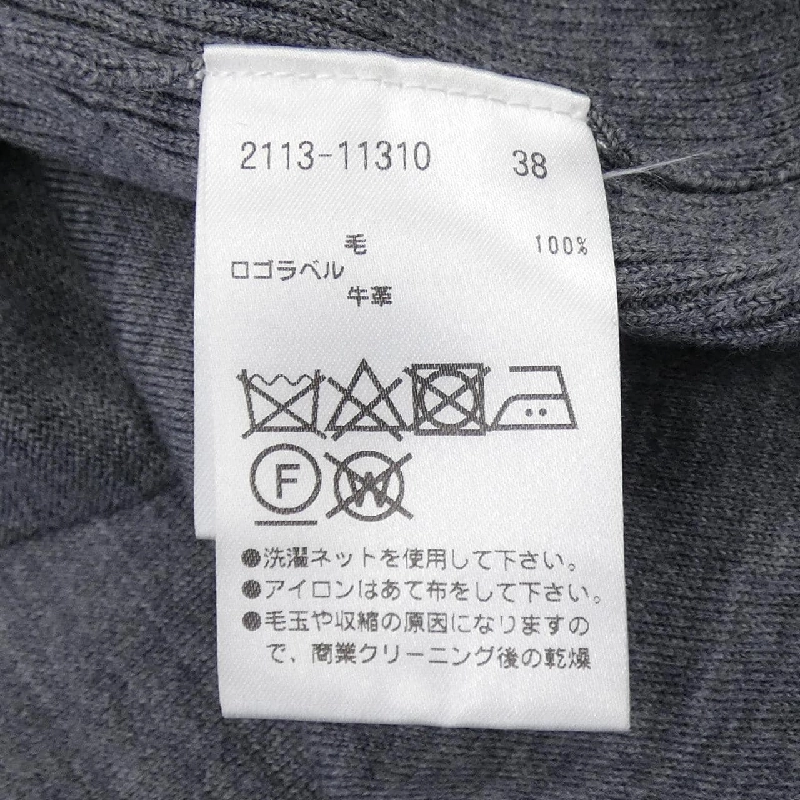 2113-11310 38
毛 100%
ロゴラベル
牛革
F
W
●洗濯ネットを使用して下さい。
●アイロンはあて布をして下さい。
●毛玉や収縮の原因になりますの
で、商業クリーニング後の乾燥